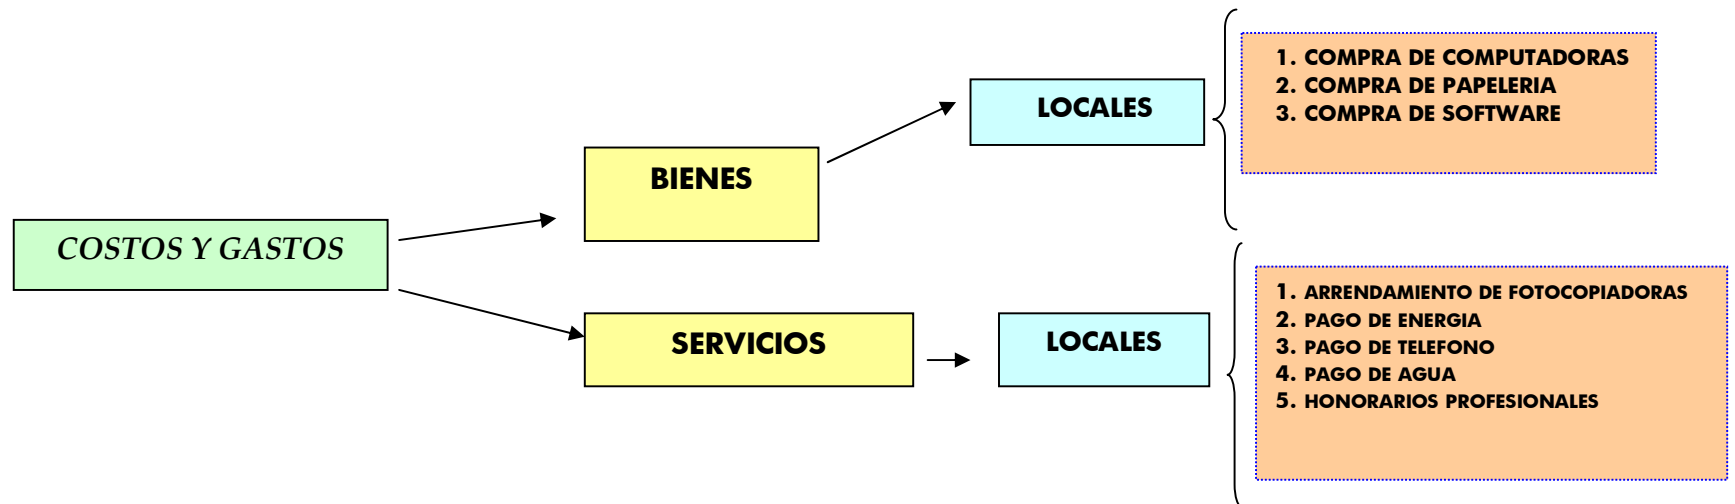 COSTOS Y GASTOS
BIENES
LOCALES
1. COMPRA DE COMPUTADORAS
2. COMPRA DE PAPELERIA
3. COMPRA DE SOFTWARE
SERVICIOS
LOCALES
1. ARRENDAMIENTO DE FOTOCOPIADORAS
2. PAGO DE ENERGIA
3. PAGO DE TELEFONO
4. PAGO DE AGUA
5. HONORARIOS PROFESIONALES